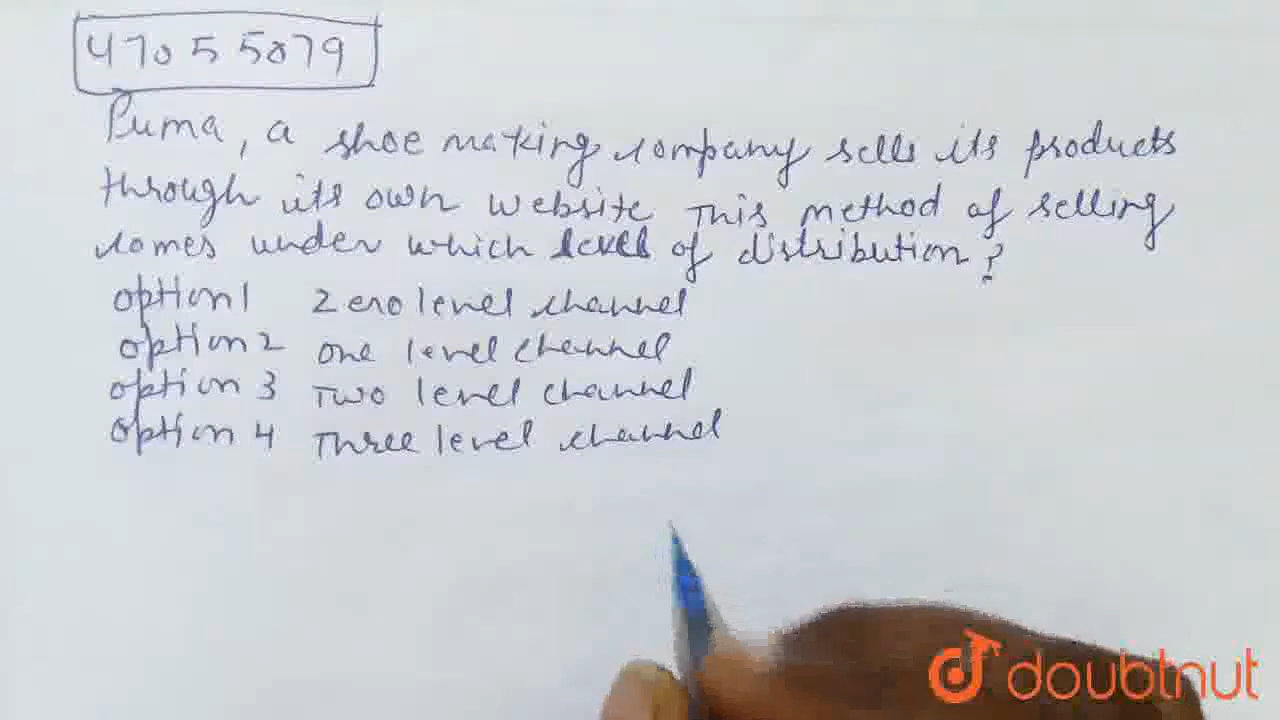 47055079
Puma, a shoe making company sells its products
through its own website This method of selling
comes under which level of distribution?
option 1 Zero level channel
option 2 one level channel
option 3 Two level channel
option 4 Three level channel
doubtnut